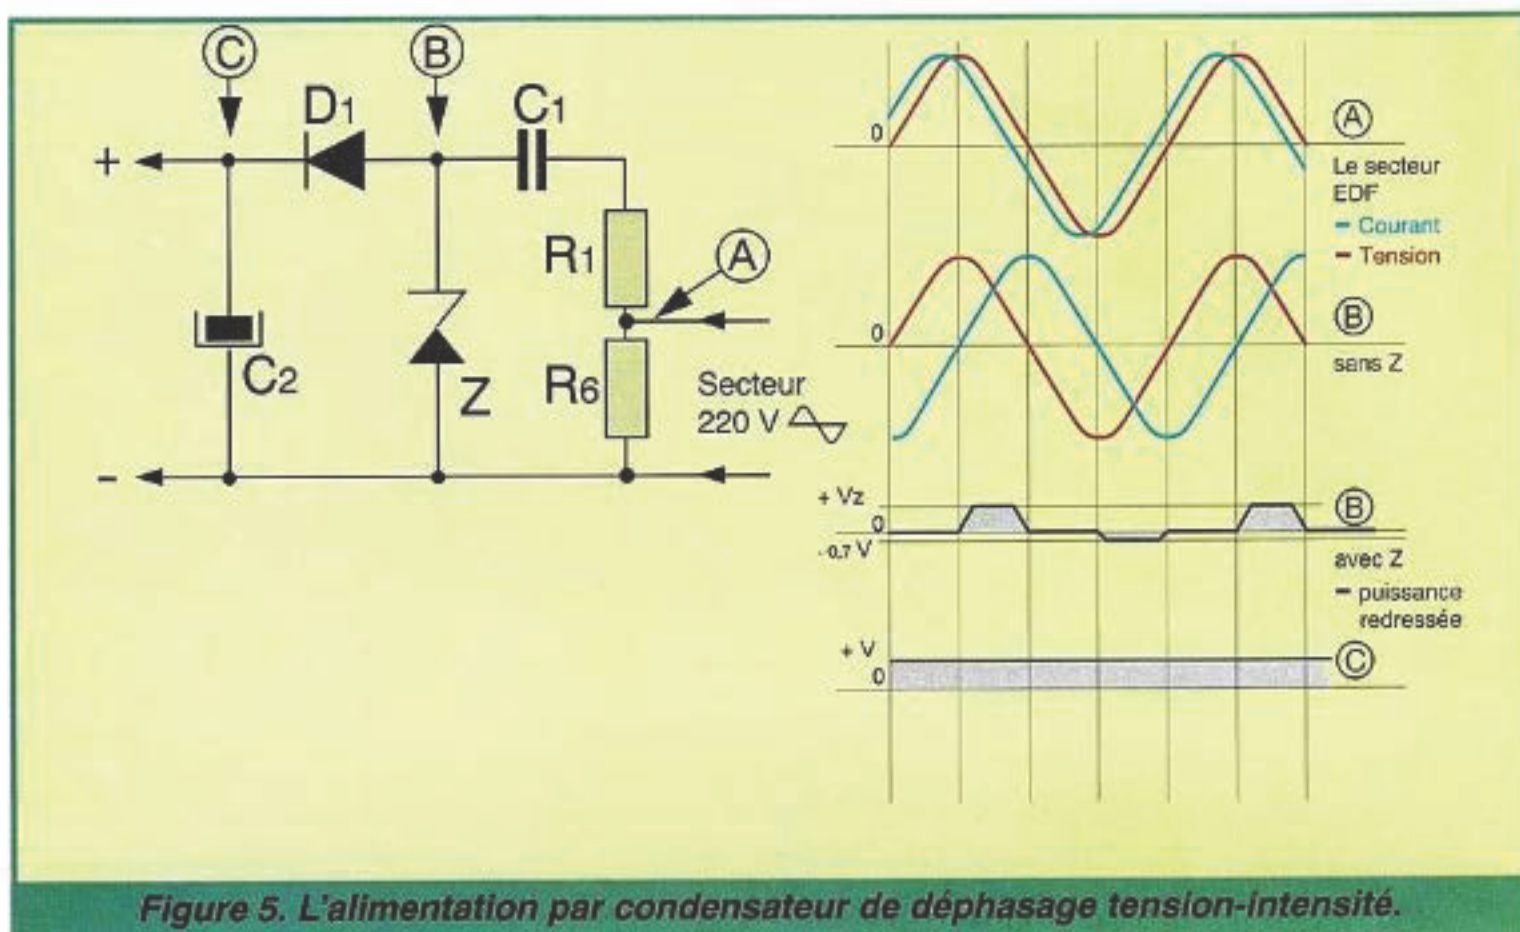 C
B
D1
C1
+
R1
A
C2
Z
R6
Secteur
220 V
-
0
A
Le secteur
EDF
- Courant
- Tension
0
B
sans Z
+ Vz
0
- 0.7 V
B
avec Z
- puissance
redressée
+ V
0
C
Figure 5. L'alimentation par condensateur de déphasage tension-intensité.